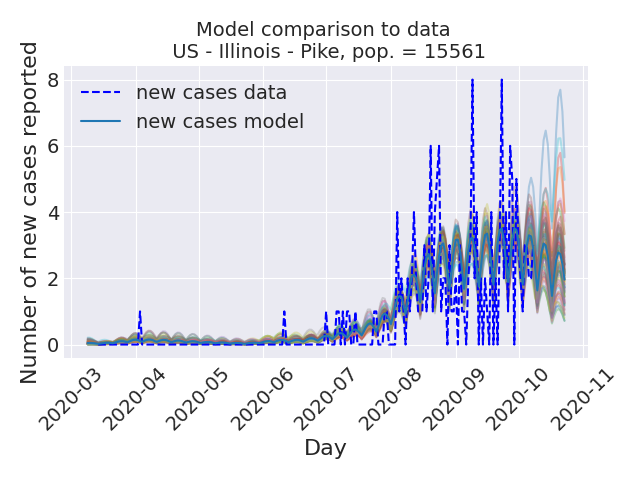 Model comparison to data
US - Illinois - Pike, pop. = 15561
Number of new cases reported
8
6
4
2
0
new cases data
new cases model
2020-03
2020-04
2020-05
2020-06
2020-07
2020-08
2020-09
2020-10
2020-11
Day